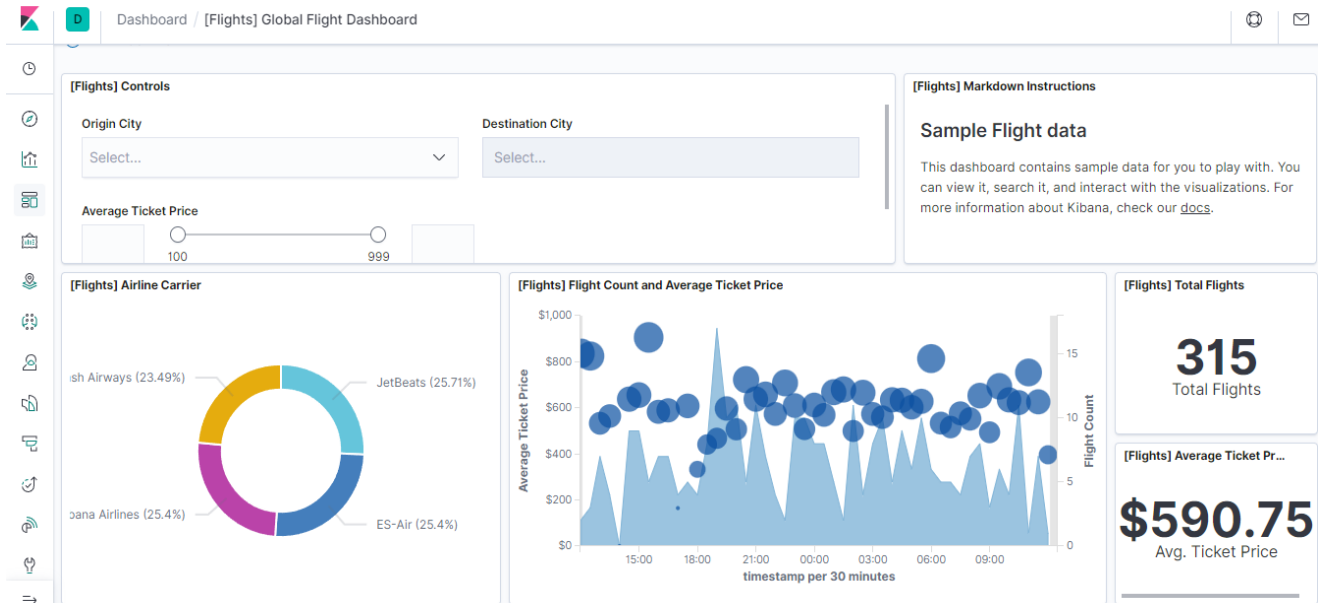 D Dashboard / [Flights] Global Flight Dashboard
[Flights] Controls
Origin City
Select...
Destination City
Select...
Average Ticket Price
100
999
[Flights] Markdown Instructions
Sample Flight data
This dashboard contains sample data for you to play with. You
can view it, search it, and interact with the visualizations. For
more information about Kibana, check our docs.
[Flights] Airline Carrier
sh Airways (23.49%)
JetBeats (25.71%)
bana Airlines (25.4%)
ES-Air (25.4%)
[Flights] Flight Count and Average Ticket Price
Average Ticket Price
$1,000
$800
$600
$400
$200
$0
15:00
18:00
21:00
00:00
03:00
06:00
09:00
timestamp per 30 minutes
15
10
5
0
Flight Count
[Flights] Total Flights
315
Total Flights
[Flights] Average Ticket Pr...
$590.75
Avg. Ticket Price